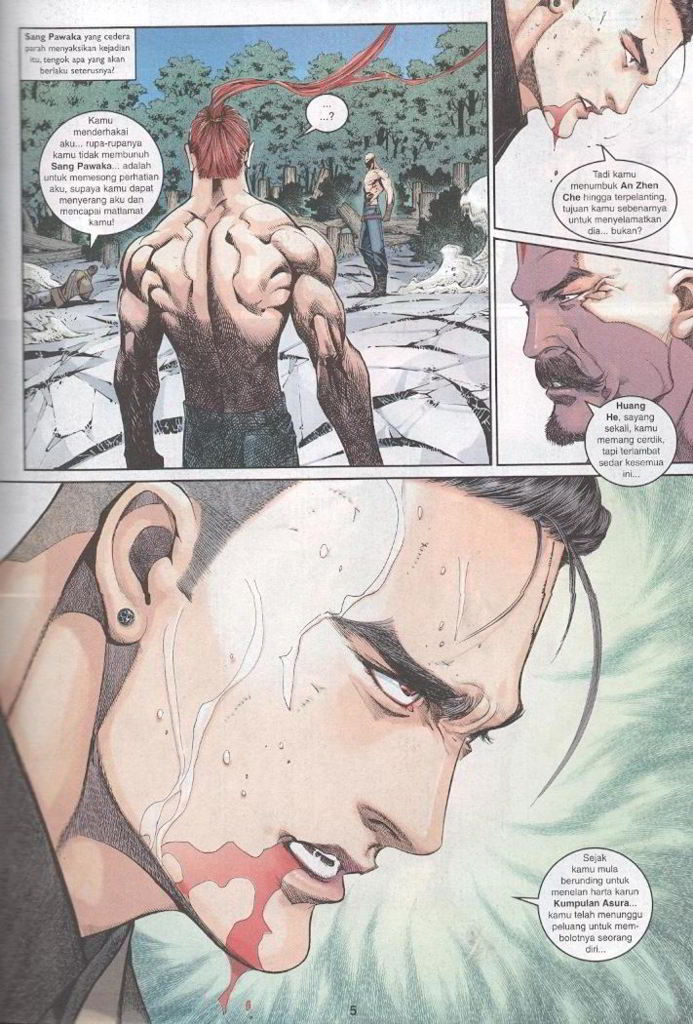 Sang Pawaka yang cedera
parah menyaksikan kejadian
itu, tengok apa yang akan
berlaku seterusnya?
Kamu
menderhakai
aku... rupa-rupanya
kamu tidak membunuh
Sang Pawaka... adalah
untuk memesong perhatian
aku, supaya kamu dapat
menyerang aku dan
mencapai matlamat
kamu!
...
...?
Tadi kamu
menumbuk An Zhen
Che hingga terpelanting,
tujuan kamu sebenarnya
untuk menyelamatkan
dia... bukan?
Huang
He, sayang
sekali, kamu
memang cerdik,
tapi terlambat
sedar kesemua
ini...
Sejak
kamu mula
berunding untuk
menelan harta karun
Kumpulan Asura...
kamu telah menunggu
peluang untuk mem-
bolotnya seorang
diri...
5